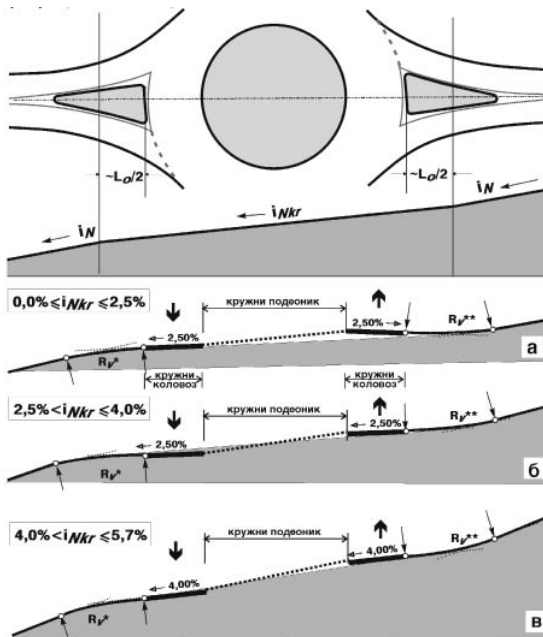 ~Lo/2
~Lo/2
iN
iNkr
iN
0,0%≤iNkr≤2,5%
кружни подеоник
2,50%
2,50%
Rv*
Rv**
а
кружни коловоз
кружни коловоз
2,5%<iNkr≤4,0%
кружни подеоник
2,50%
2,50%
Rv*
Rv**
б
4,0%<iNkr≤5,7%
кружни подеоник
4,00%
4,00%
Rv*
Rv**
в